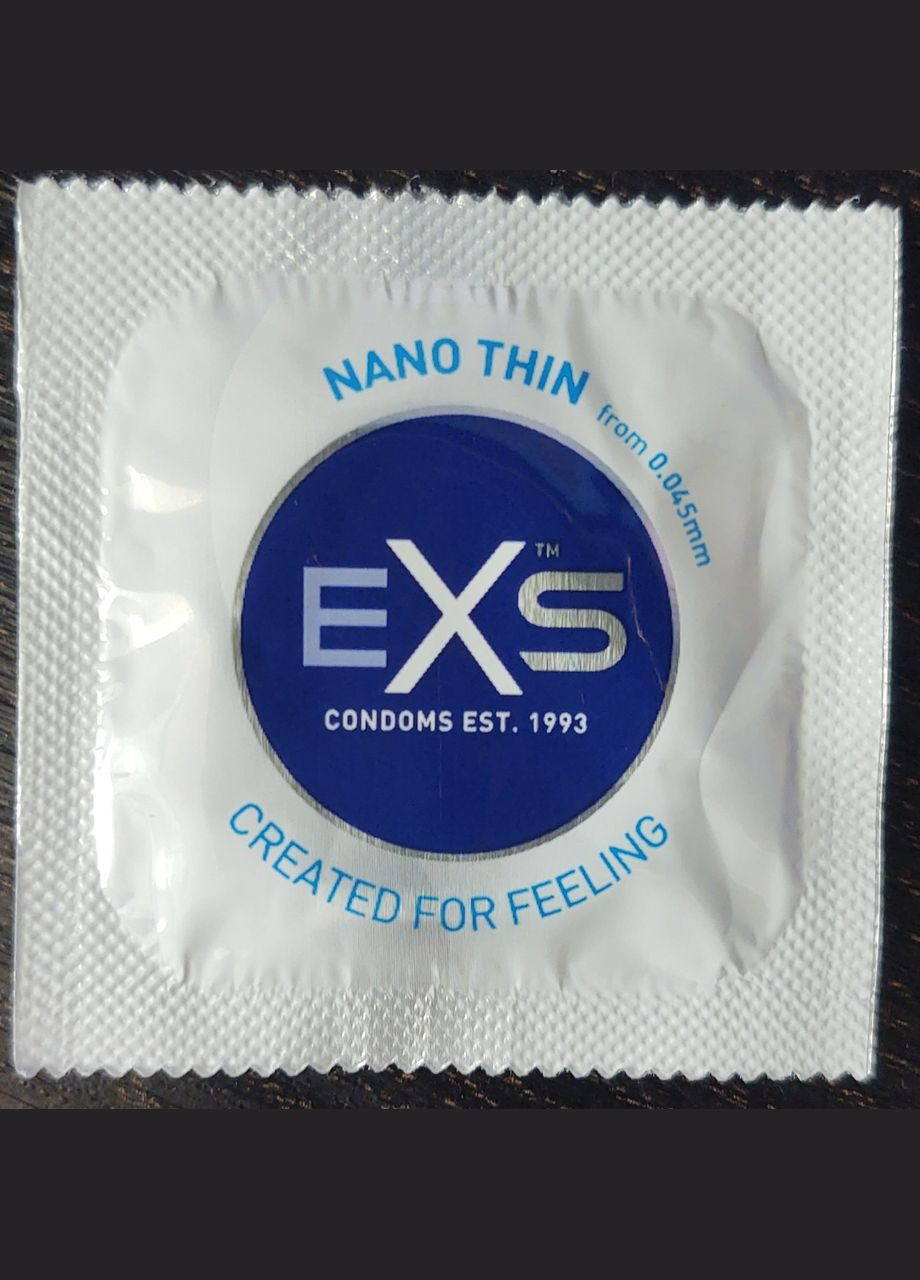 NANO THIN
from 0.045mm
EXS™
CONDOMS EST. 1993
CREATED FOR FEELING